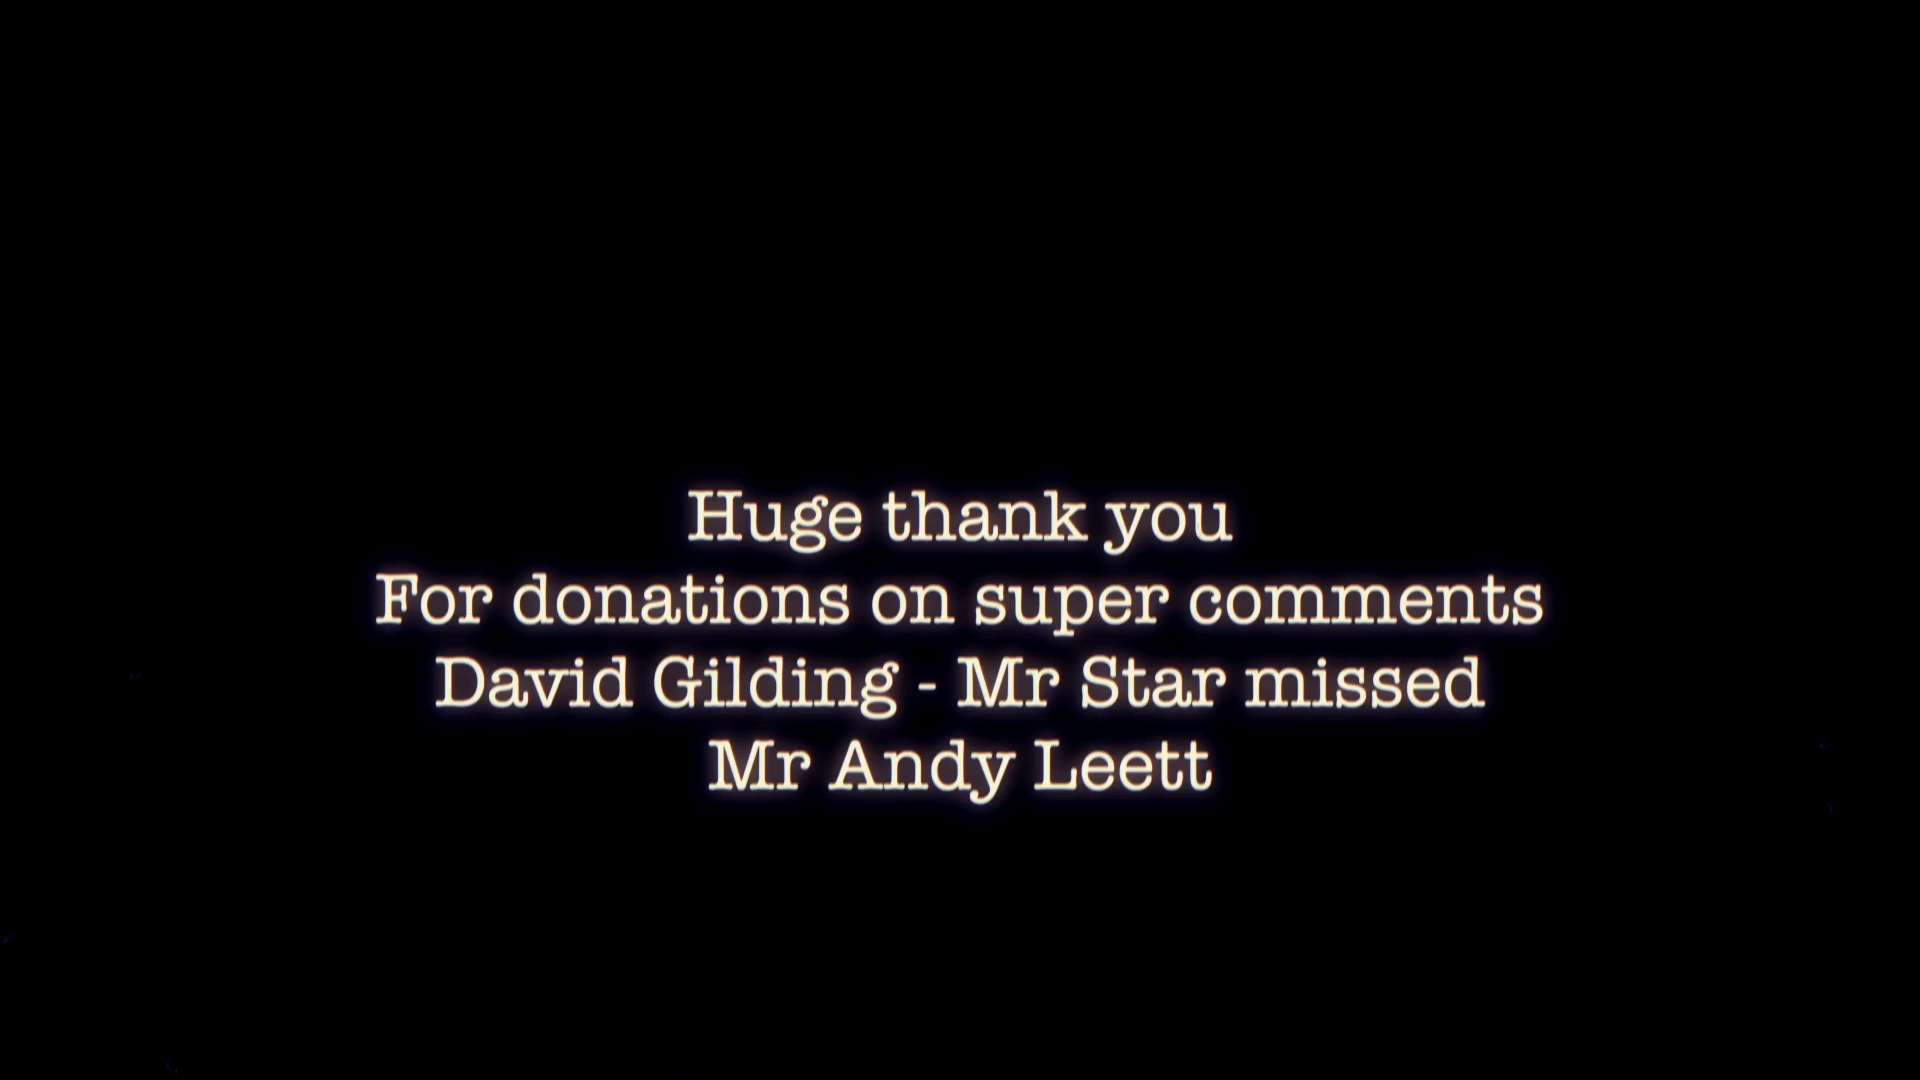 Huge thank you
For donations on super comments
David Gilding - Mr Star missed
Mr Andy Leett